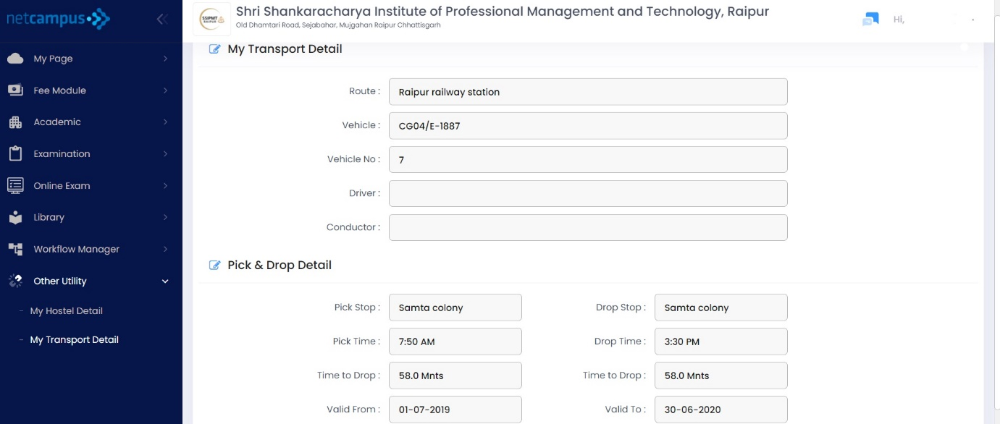 netcampus
Shri Shankaracharya Institute of Professional Management and Technology, Raipur
Old Dhamtari Road, Sejabahar, Mujgahan Raipur Chhattisgarh
SSIPMT
RAIPUR
Hi,
My Page
Fee Module
Academic
Examination
Online Exam
Library
Workflow Manager
Other Utility
- My Hostel Detail
- My Transport Detail
My Transport Detail
Route : Raipur railway station
Vehicle : CG04/E-1887
Vehicle No : 7
Driver :
Conductor :
Pick & Drop Detail
Pick Stop : Samta colony Drop Stop : Samta colony
Pick Time : 7:50 AM Drop Time : 3:30 PM
Time to Drop : 58.0 Mnts Time to Drop : 58.0 Mnts
Valid From : 01-07-2019 Valid To : 30-06-2020